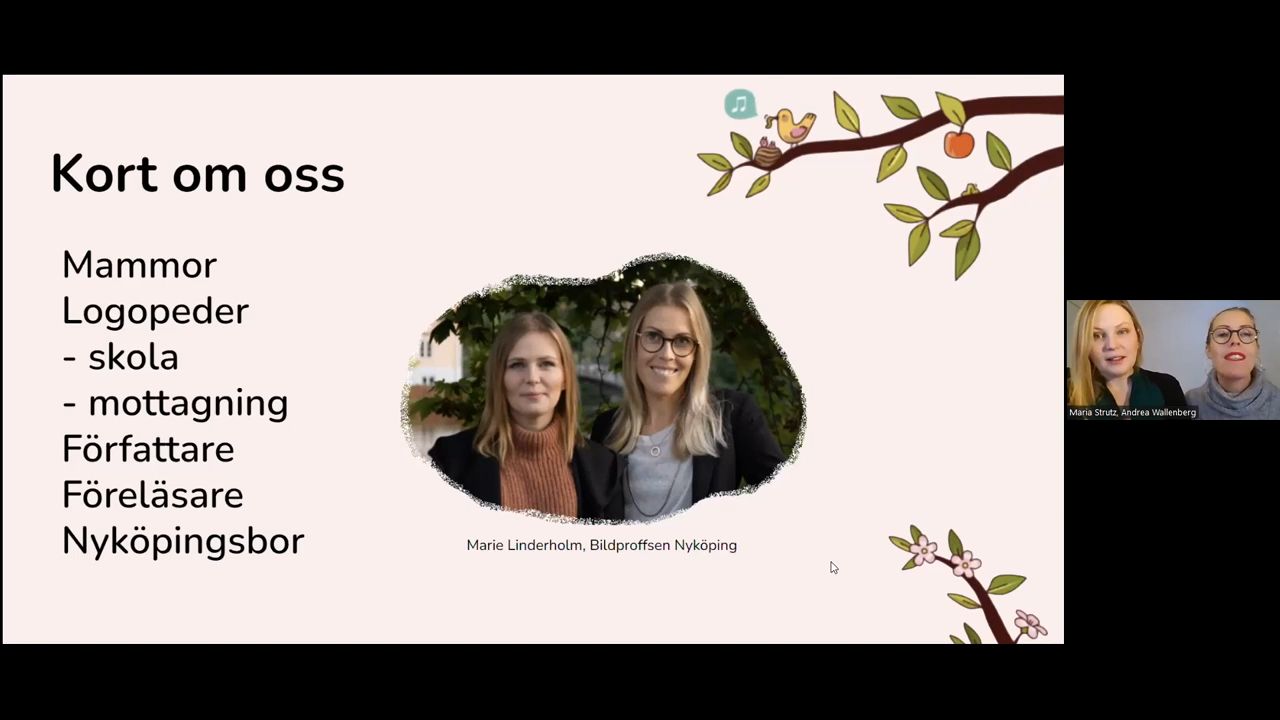 Kort om oss
Mammor
Logopeder
- skola
- mottagning
Författare
Föreläsare
Nyköpingsbor
Marie Linderholm, Bildproffsen Nyköping
Maria Strutz, Andrea Wallenberg